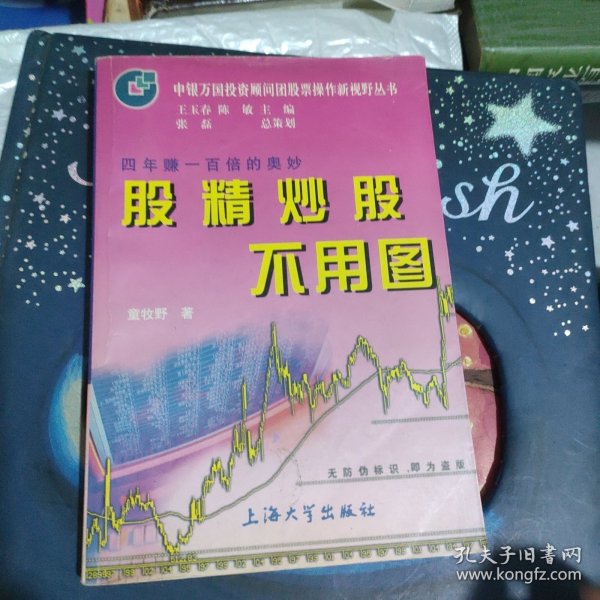 申银万国投资顾问团股票操作新视野丛书
王玉春 陈 敏 主 编
张 磊 总策划
四年赚一百倍的奥妙
股精炒股
不用图
童牧野 著
无防伪标识,即为盗版
上海大学出版社
sh
孔夫子旧书网
www.kongfz.com